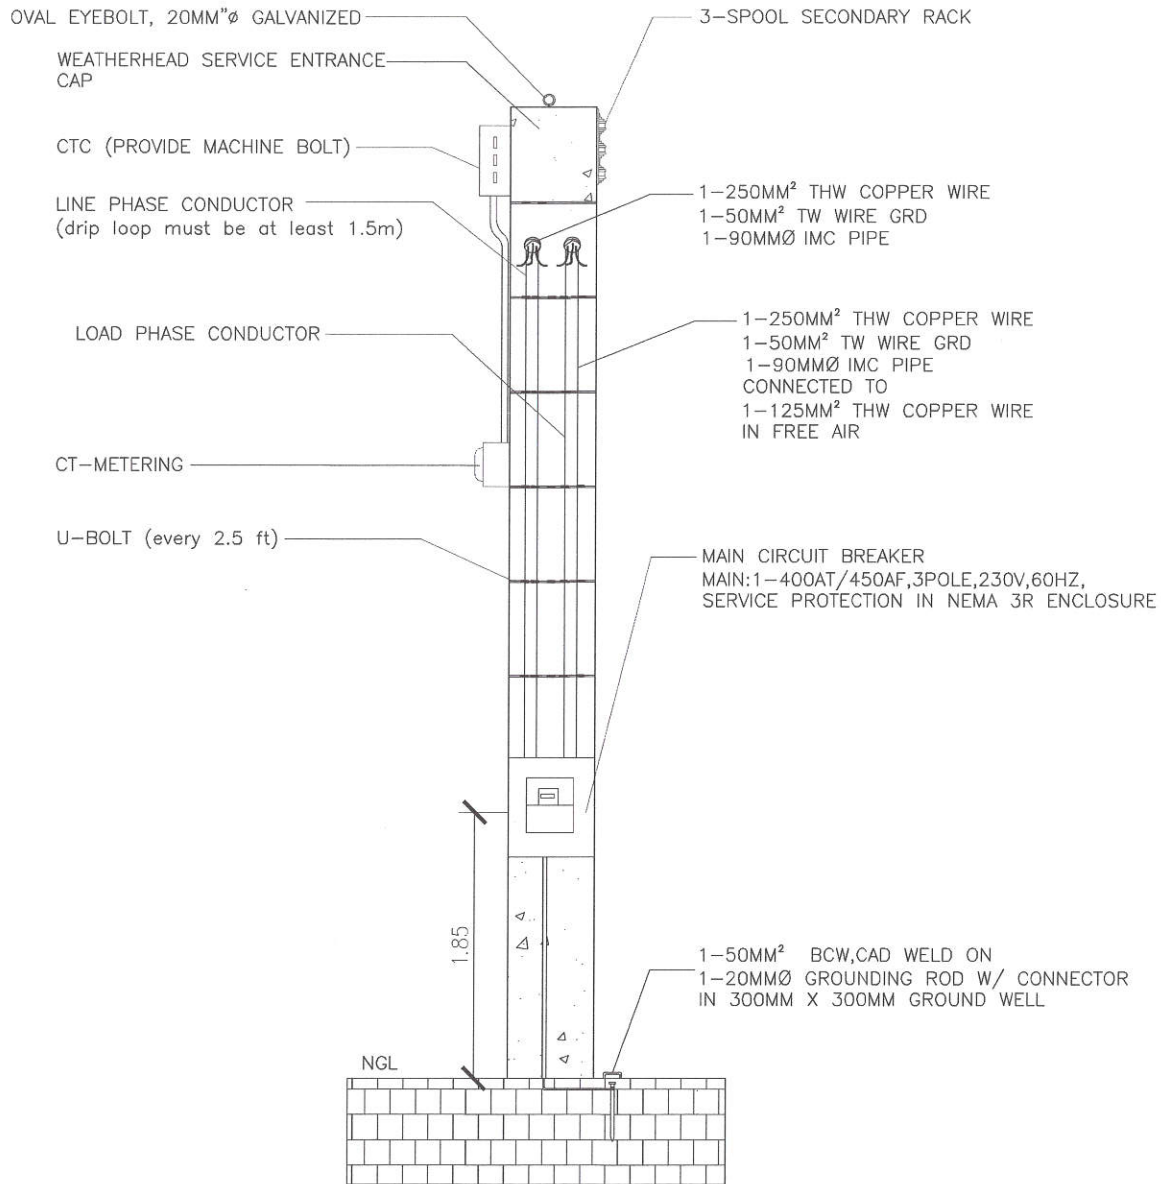 OVAL EYEBOLT, 20MM"ø GALVANIZED
3-SPOOL SECONDARY RACK
WEATHERHEAD SERVICE ENTRANCE
CAP
CTC (PROVIDE MACHINE BOLT)
LINE PHASE CONDUCTOR
(drip loop must be at least 1.5m)
1-250MM² THW COPPER WIRE
1-50MM² TW WIRE GRD
1-90MMØ IMC PIPE
LOAD PHASE CONDUCTOR
1-250MM² THW COPPER WIRE
1-50MM² TW WIRE GRD
1-90MMØ IMC PIPE
CONNECTED TO
1-125MM² THW COPPER WIRE
IN FREE AIR
CT-METERING
U-BOLT (every 2.5 ft)
MAIN CIRCUIT BREAKER
MAIN:1-400AT/450AF,3POLE,230V,60HZ,
SERVICE PROTECTION IN NEMA 3R ENCLOSURE
1.85
1-50MM² BCW,CAD WELD ON
1-20MMØ GROUNDING ROD W/ CONNECTOR
IN 300MM X 300MM GROUND WELL
NGL